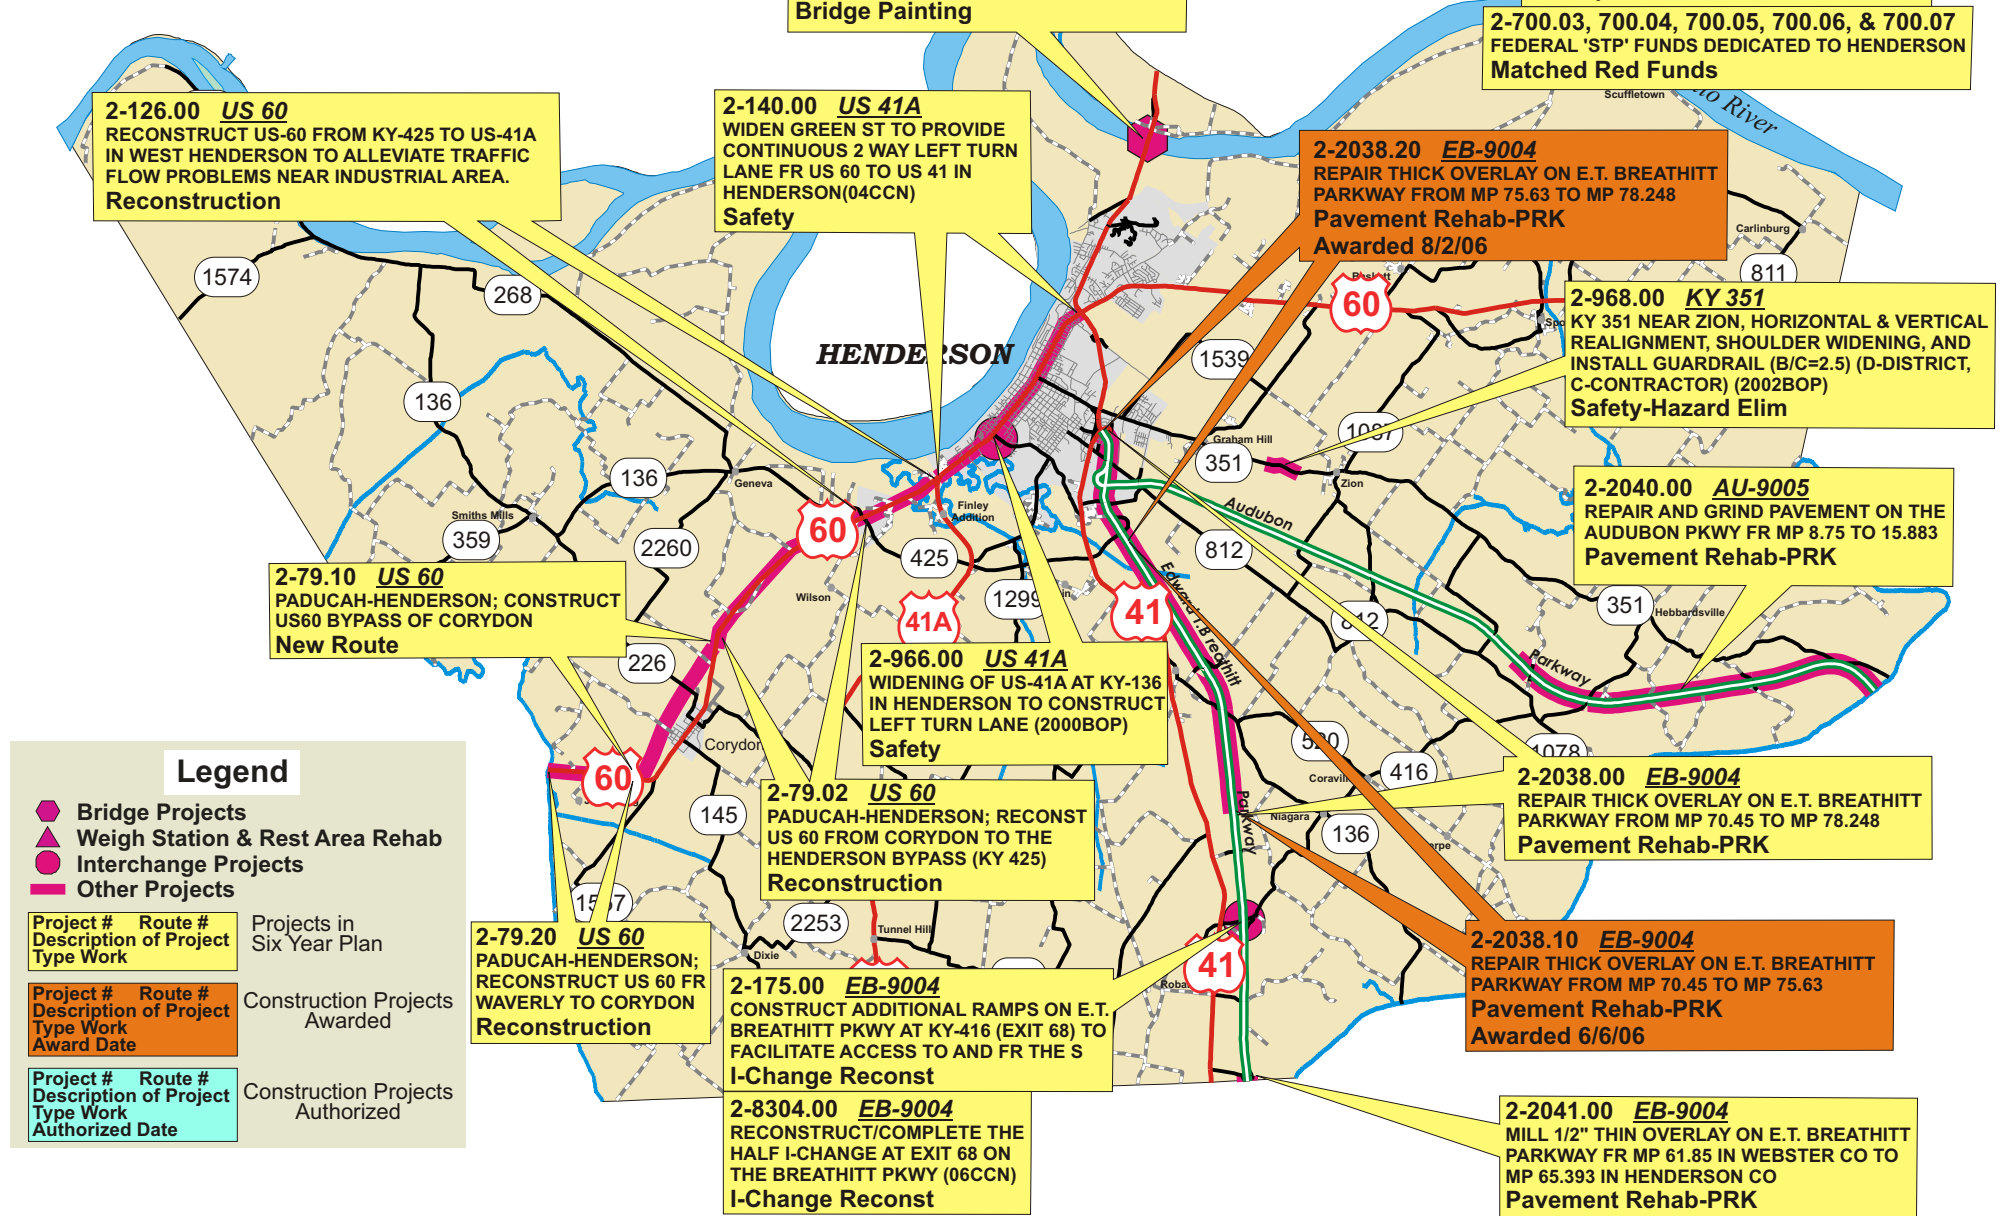 Bridge Painting
2-700.03, 700.04, 700.05, 700.06, & 700.07
FEDERAL 'STP' FUNDS DEDICATED TO HENDERSON
Matched Red Funds
Scuffletown
River
2-126.00 US 60
RECONSTRUCT US-60 FROM KY-425 TO US-41A
IN WEST HENDERSON TO ALLEVIATE TRAFFIC
FLOW PROBLEMS NEAR INDUSTRIAL AREA.
Reconstruction
2-140.00 US 41A
WIDEN GREEN ST TO PROVIDE
CONTINUOUS 2 WAY LEFT TURN
LANE FR US 60 TO US 41 IN
HENDERSON(04CCN)
Safety
2-2038.20 EB-9004
REPAIR THICK OVERLAY ON E.T. BREATHITT
PARKWAY FROM MP 75.63 TO MP 78.248
Pavement Rehab-PRK
Awarded 8/2/06
Carlinburg
811
1574
268
60
2-968.00 KY 351
KY 351 NEAR ZION, HORIZONTAL & VERTICAL
REALIGNMENT, SHOULDER WIDENING, AND
INSTALL GUARDRAIL (B/C=2.5) (D-DISTRICT,
C-CONTRACTOR) (2002BOP)
Safety-Hazard Elim
HENDERSON
1539
136
Graham Hill
351
Zion
136
Geneva
Smiths Mills
359
2260
60
Finley
Addition
425
Audubon
812
2-2040.00 AU-9005
REPAIR AND GRIND PAVEMENT ON THE
AUDUBON PKWY FR MP 8.75 TO 15.883
Pavement Rehab-PRK
2-79.10 US 60
PADUCAH-HENDERSON; CONSTRUCT
US60 BYPASS OF CORYDON
New Route
Wilson
41A
1299
41
Edward T.Breathitt
812
351
Hebbardsville
226
Parkway
2-966.00 US 41A
WIDENING OF US-41A AT KY-136
IN HENDERSON TO CONSTRUCT
LEFT TURN LANE (2000BOP)
Safety
Corydon
60
145
2-79.02 US 60
PADUCAH-HENDERSON; RECONST
US 60 FROM CORYDON TO THE
HENDERSON BYPASS (KY 425)
Reconstruction
416
1078
Parkway
Niagara
136
2-2038.00 EB-9004
REPAIR THICK OVERLAY ON E.T. BREATHITT
PARKWAY FROM MP 70.45 TO MP 78.248
Pavement Rehab-PRK
Legend
Bridge Projects
Weigh Station & Rest Area Rehab
Interchange Projects
Other Projects
Project # Route #
Description of Project
Type Work
Projects in
Six Year Plan
Project # Route #
Description of Project
Type Work
Award Date
Construction Projects
Awarded
Project # Route #
Description of Project
Type Work
Authorized Date
Construction Projects
Authorized
2253
Tunnel Hill
Dixie
2-79.20 US 60
PADUCAH-HENDERSON;
RECONSTRUCT US 60 FR
WAVERLY TO CORYDON
Reconstruction
41
2-2038.10 EB-9004
REPAIR THICK OVERLAY ON E.T. BREATHITT
PARKWAY FROM MP 70.45 TO MP 75.63
Pavement Rehab-PRK
Awarded 6/6/06
2-175.00 EB-9004
CONSTRUCT ADDITIONAL RAMPS ON E.T.
BREATHITT PKWY AT KY-416 (EXIT 68) TO
FACILITATE ACCESS TO AND FR THE S
I-Change Reconst
2-8304.00 EB-9004
RECONSTRUCT/COMPLETE THE
HALF I-CHANGE AT EXIT 68 ON
THE BREATHITT PKWY (06CCN)
I-Change Reconst
2-2041.00 EB-9004
MILL 1/2" THIN OVERLAY ON E.T. BREATHITT
PARKWAY FR MP 61.85 IN WEBSTER CO TO
MP 65.393 IN HENDERSON CO
Pavement Rehab-PRK